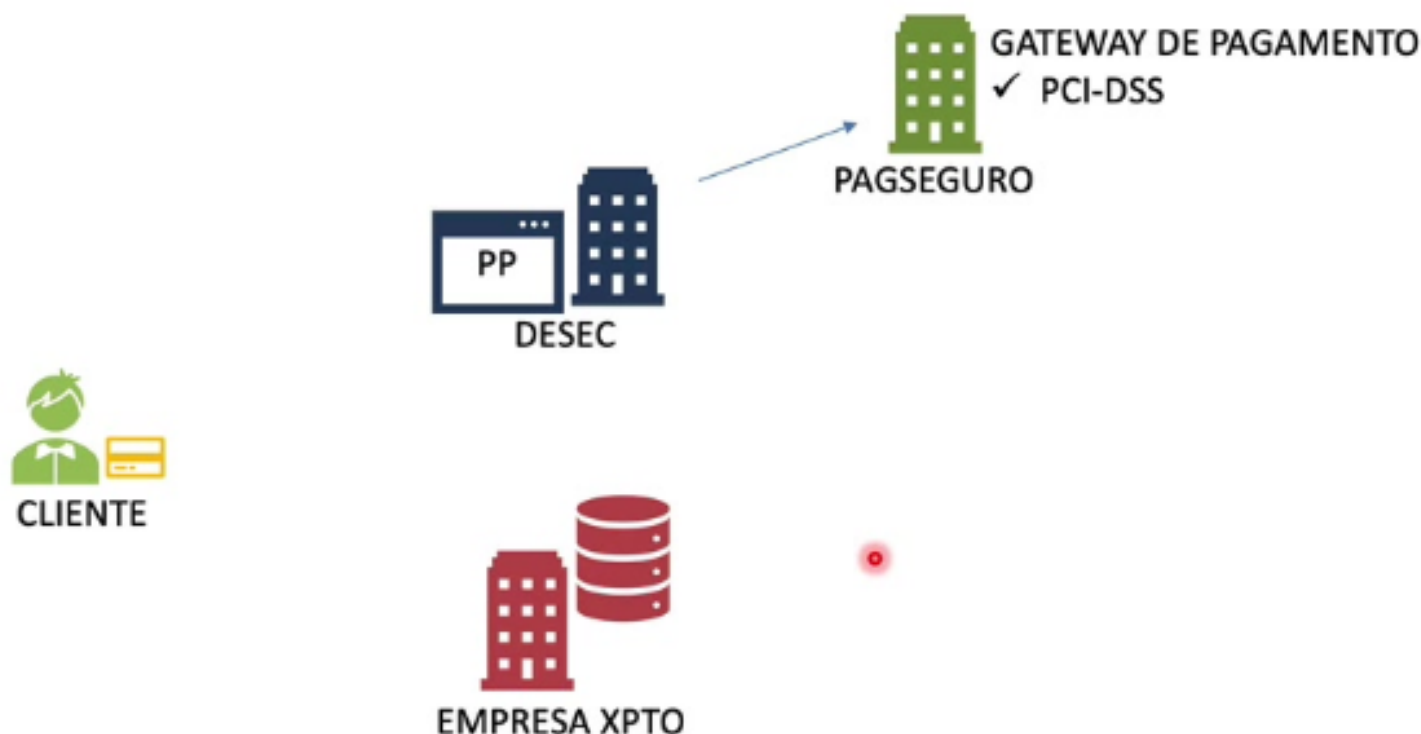 GATEWAY DE PAGAMENTO
✓ PCI-DSS
PAGSEGURO
PP
DESEC
CLIENTE
EMPRESA XPTO